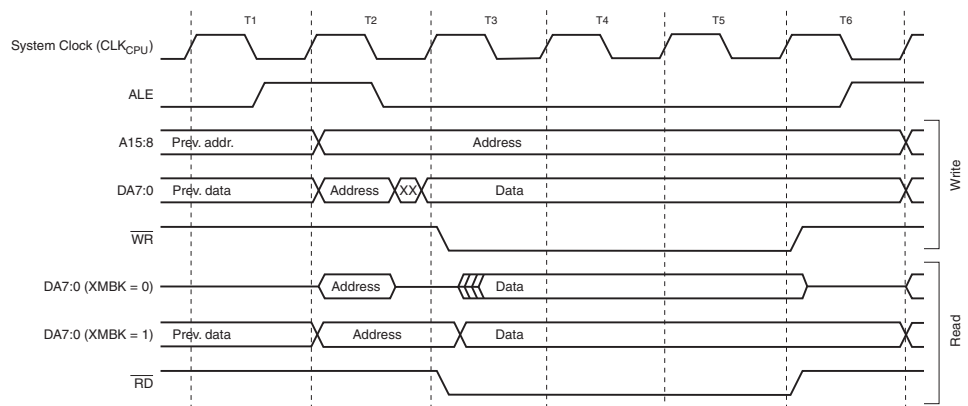 T1 T2 T3 T4 T5 T6
System Clock (CLKCPU)
ALE
A15:8 Prev. addr. Address
DA7:0 Prev. data Address XX Data
WR
Write
DA7:0 (XMBK = 0) Address Data
DA7:0 (XMBK = 1) Prev. data Address Data
RD
Read